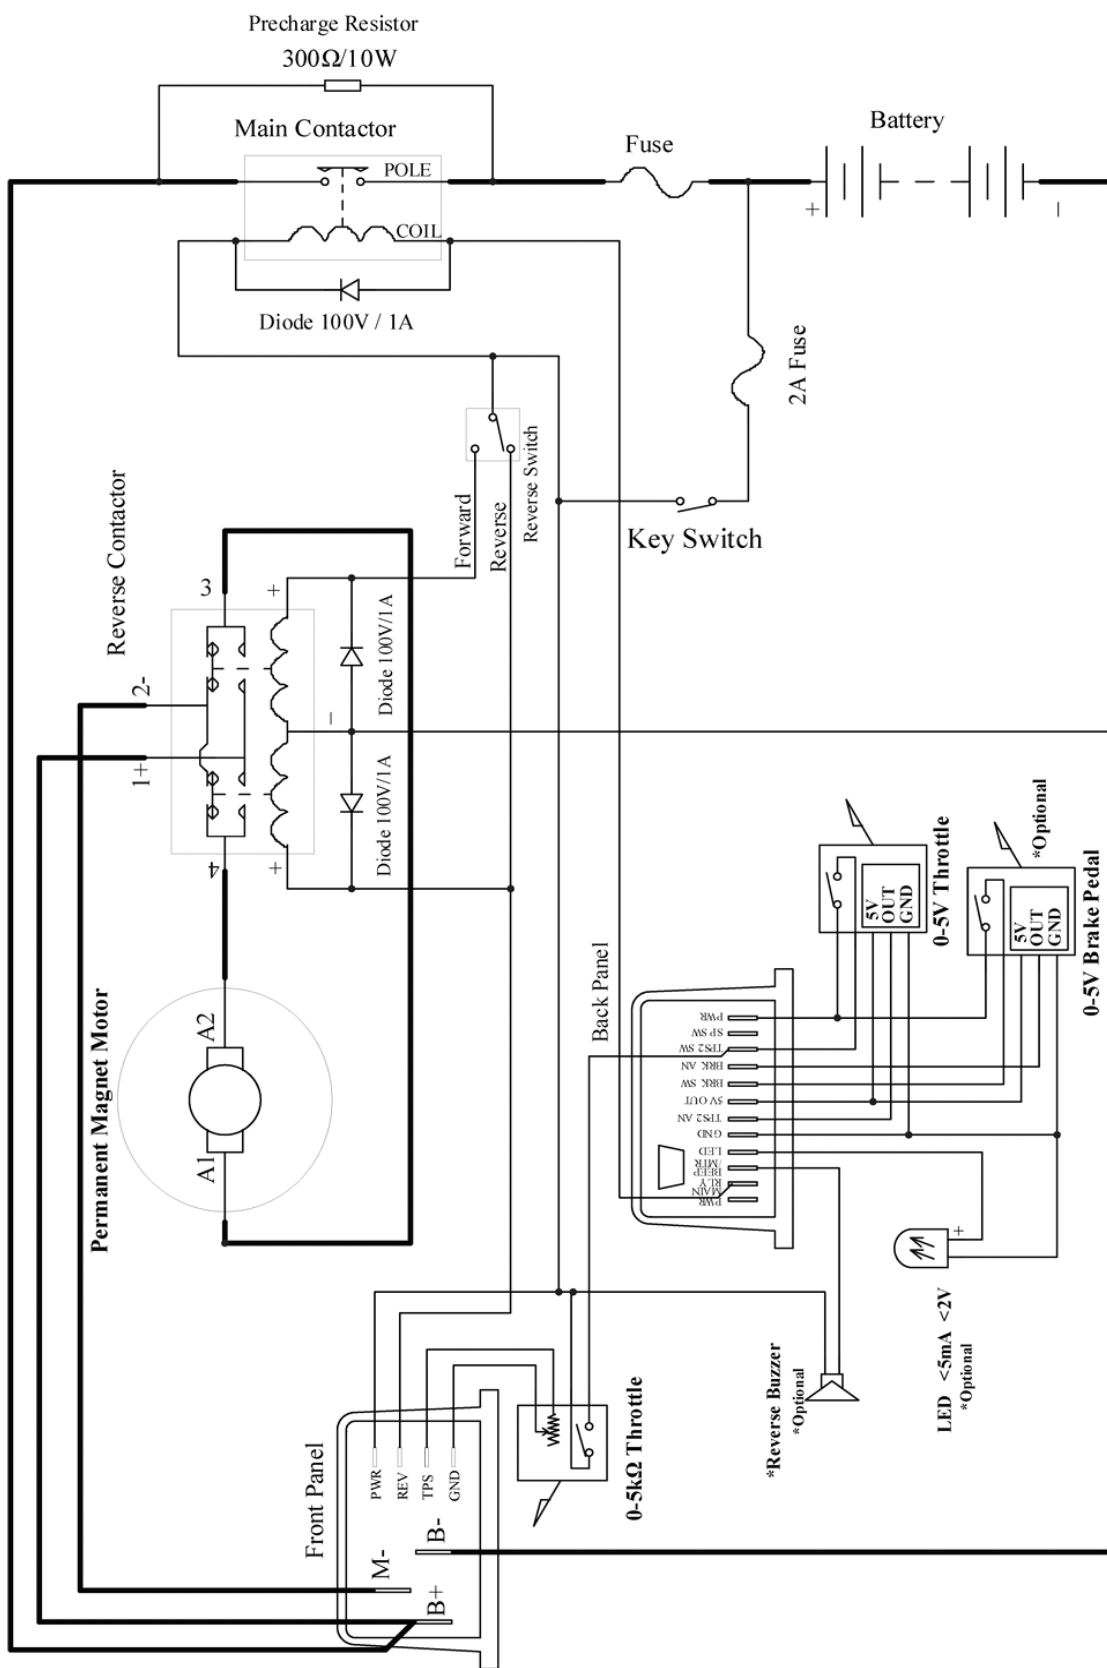 Precharge Resistor
300Ω/10W
Main Contactor
POLE
COIL
Diode 100V / 1A
Fuse
Battery
+
−
2A Fuse
Key Switch
Reverse Switch
Forward
Reverse
Reverse Contactor
3
+
2-
−
1+
4
+
Diode 100V/1A
Diode 100V/1A
Permanent Magnet Motor
A2
A1
Back Panel
PWR
SP SW
TPS2 SW
BRK AN
BRK SW
5V OUT
TPS2 AN
GND
LED
/MTR
BEEP
RLY
MAIN
PWR
5V
OUT
GND
0-5V Throttle
*Optional
5V
OUT
GND
0-5V Brake Pedal
+
LED <5mA <2V
*Optional
*Reverse Buzzer
*Optional
0-5kΩ Throttle
Front Panel
PWR
REV
TPS
GND
B-
M-
B+